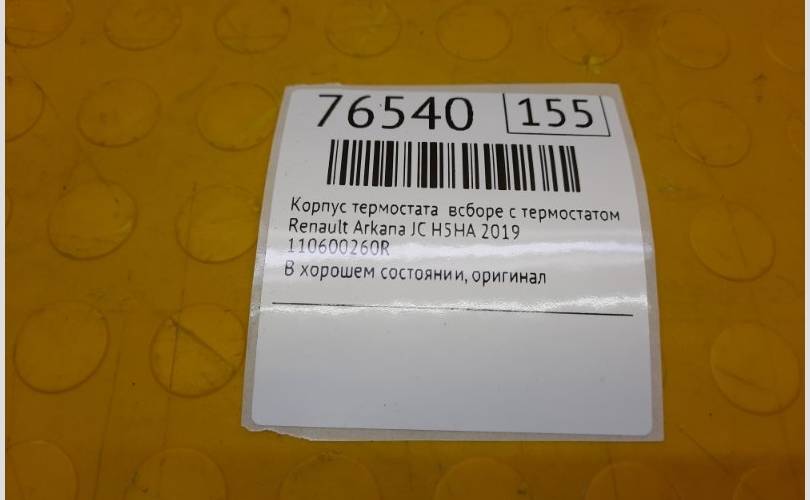 76540 155
Корпус термостата всборе с термостатом
Renault Arkana JC H5HA 2019
110600260R
В хорошем состоянии, оригинал